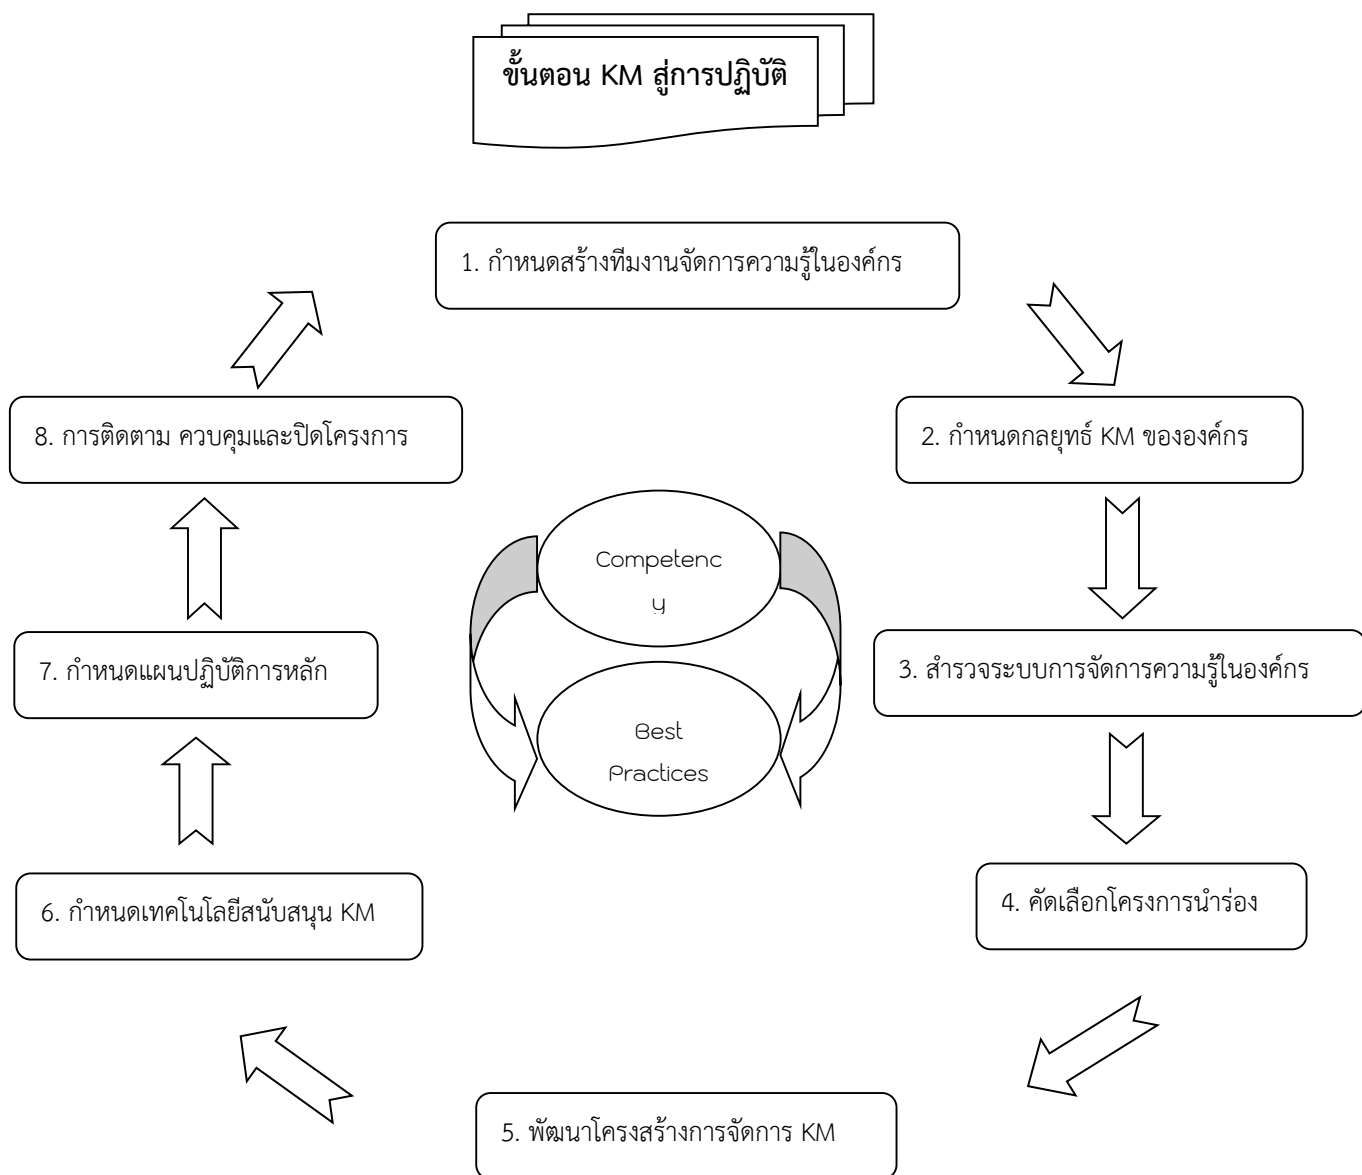 ขั้นตอน KM สู่การปฏิบัติ
1. กำหนดสร้างทีมงานจัดการความรู้ในองค์กร
8. การติดตาม ควบคุมและปิดโครงการ
2. กำหนดกลยุทธ์ KM ขององค์กร
Competenc
y
7. กำหนดแผนปฏิบัติการหลัก
3. สำรวจระบบการจัดการความรู้ในองค์กร
Best
Practices
6. กำหนดเทคโนโลยีสนับสนุน KM
4. คัดเลือกโครงการนำร่อง
5. พัฒนาโครงสร้างการจัดการ KM